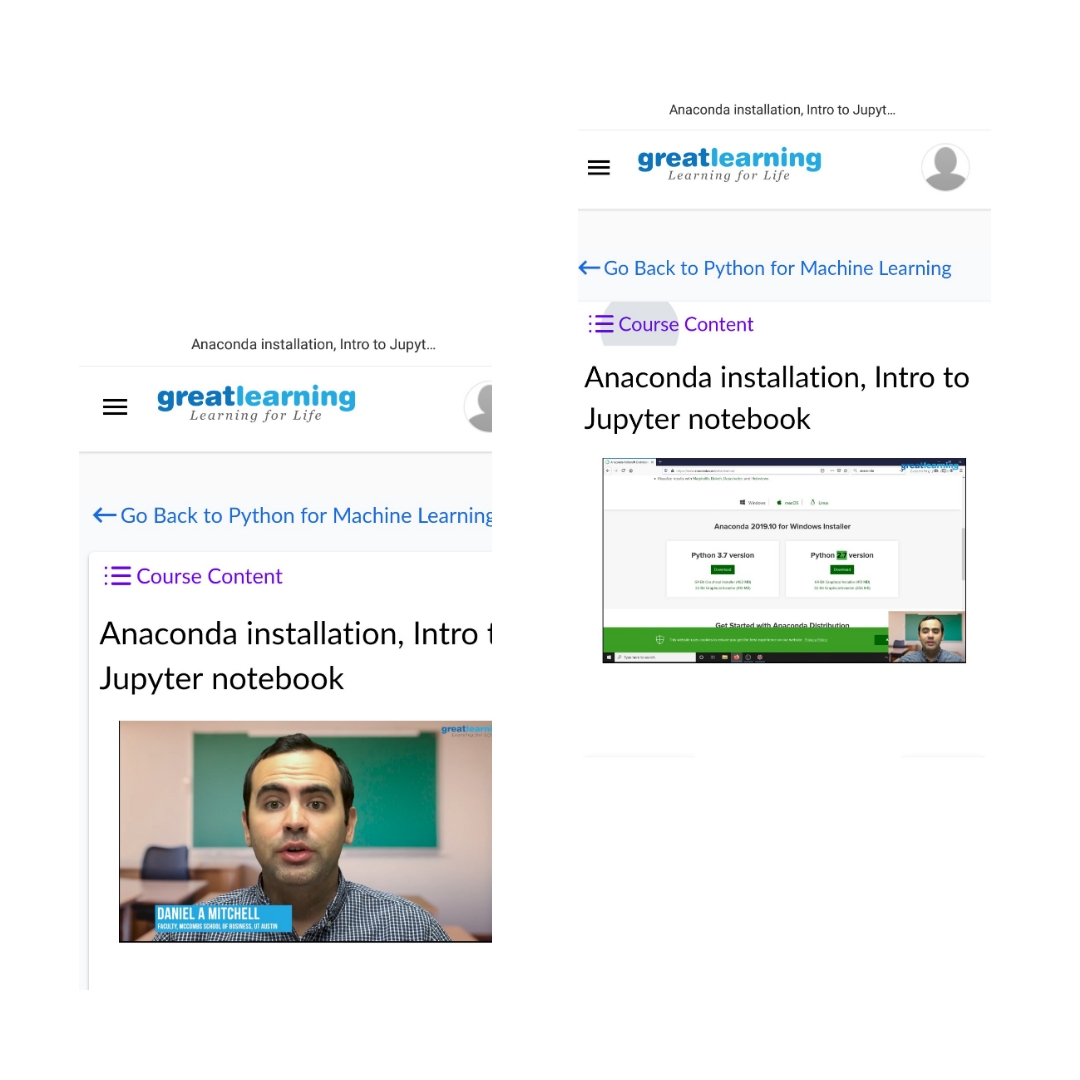 Anaconda installation, Intro to Jupyt...
greatlearning
Learning for Life
Go Back to Python for Machine Learning
Course Content
Anaconda installation, Intro t
Jupyter notebook
greatlearn
DANIEL A MITCHELL
FACULTY, MCCOMBS SCHOOL OF BUSINESS, UT AUSTIN
Anaconda installation, Intro to Jupyt...
greatlearning
Learning for Life
Go Back to Python for Machine Learning
Course Content
Anaconda installation, Intro to
Jupyter notebook
greatlearning
Windows
macOS
Linux
Anaconda 2019.10 for Windows Installer
Python 3.7 version
Download
Python 2.7 version
Download
Get Started with Anaconda Distribution